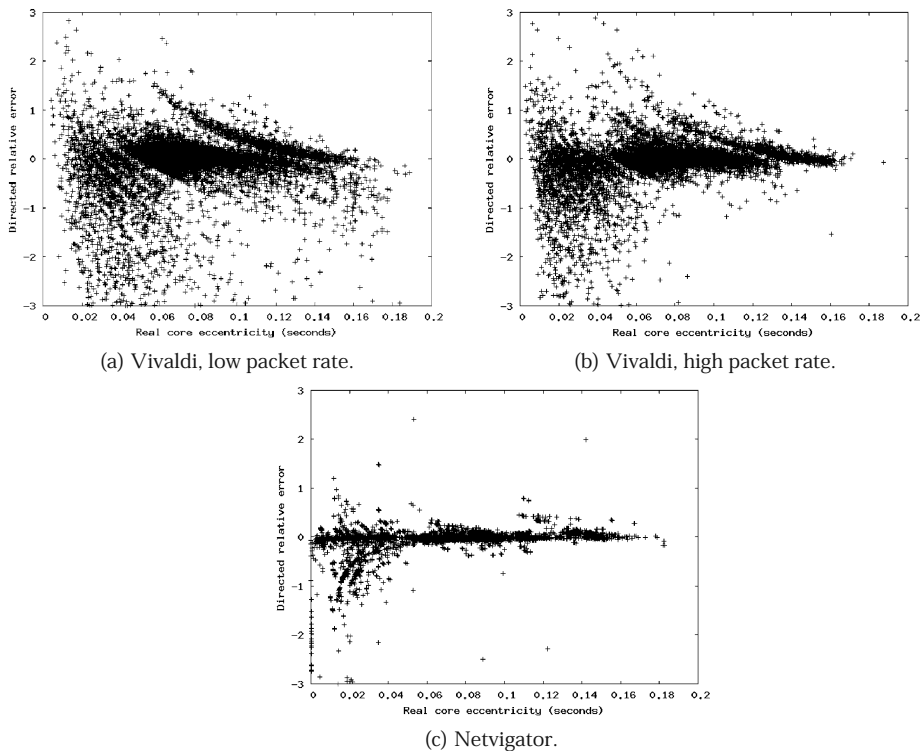 3
2
1
0
-1
-2
-3
Directed relative error
0 0.02 0.04 0.06 0.08 0.1 0.12 0.14 0.16 0.18 0.2
Real core eccentricity (seconds)
(a) Vivaldi, low packet rate.
3
2
1
0
-1
-2
-3
Directed relative error
0 0.02 0.04 0.06 0.08 0.1 0.12 0.14 0.16 0.18 0.2
Real core eccentricity (seconds)
(b) Vivaldi, high packet rate.
3
2
1
0
-1
-2
-3
Directed relative error
0 0.02 0.04 0.06 0.08 0.1 0.12 0.14 0.16 0.18 0.2
Real core eccentricity (seconds)
(c) Netvigator.